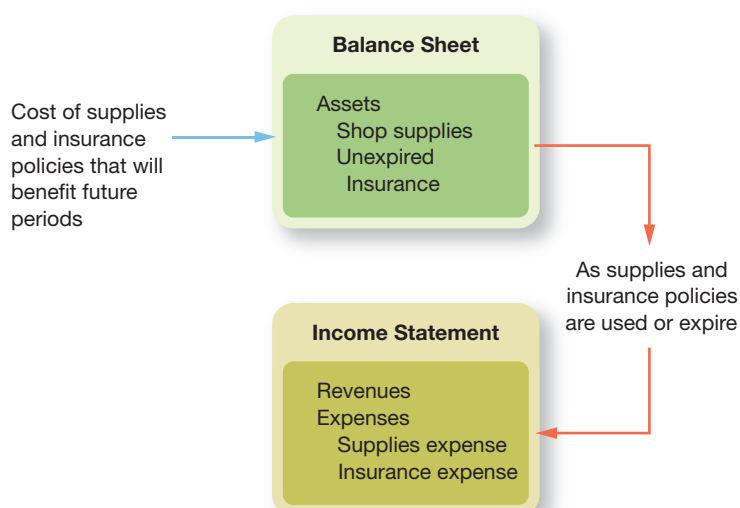 Balance Sheet
Cost of supplies
and insurance
policies that will
benefit future
periods
Assets
Shop supplies
Unexpired
Insurance
As supplies and
insurance policies
are used or expire
Income Statement
Revenues
Expenses
Supplies expense
Insurance expense